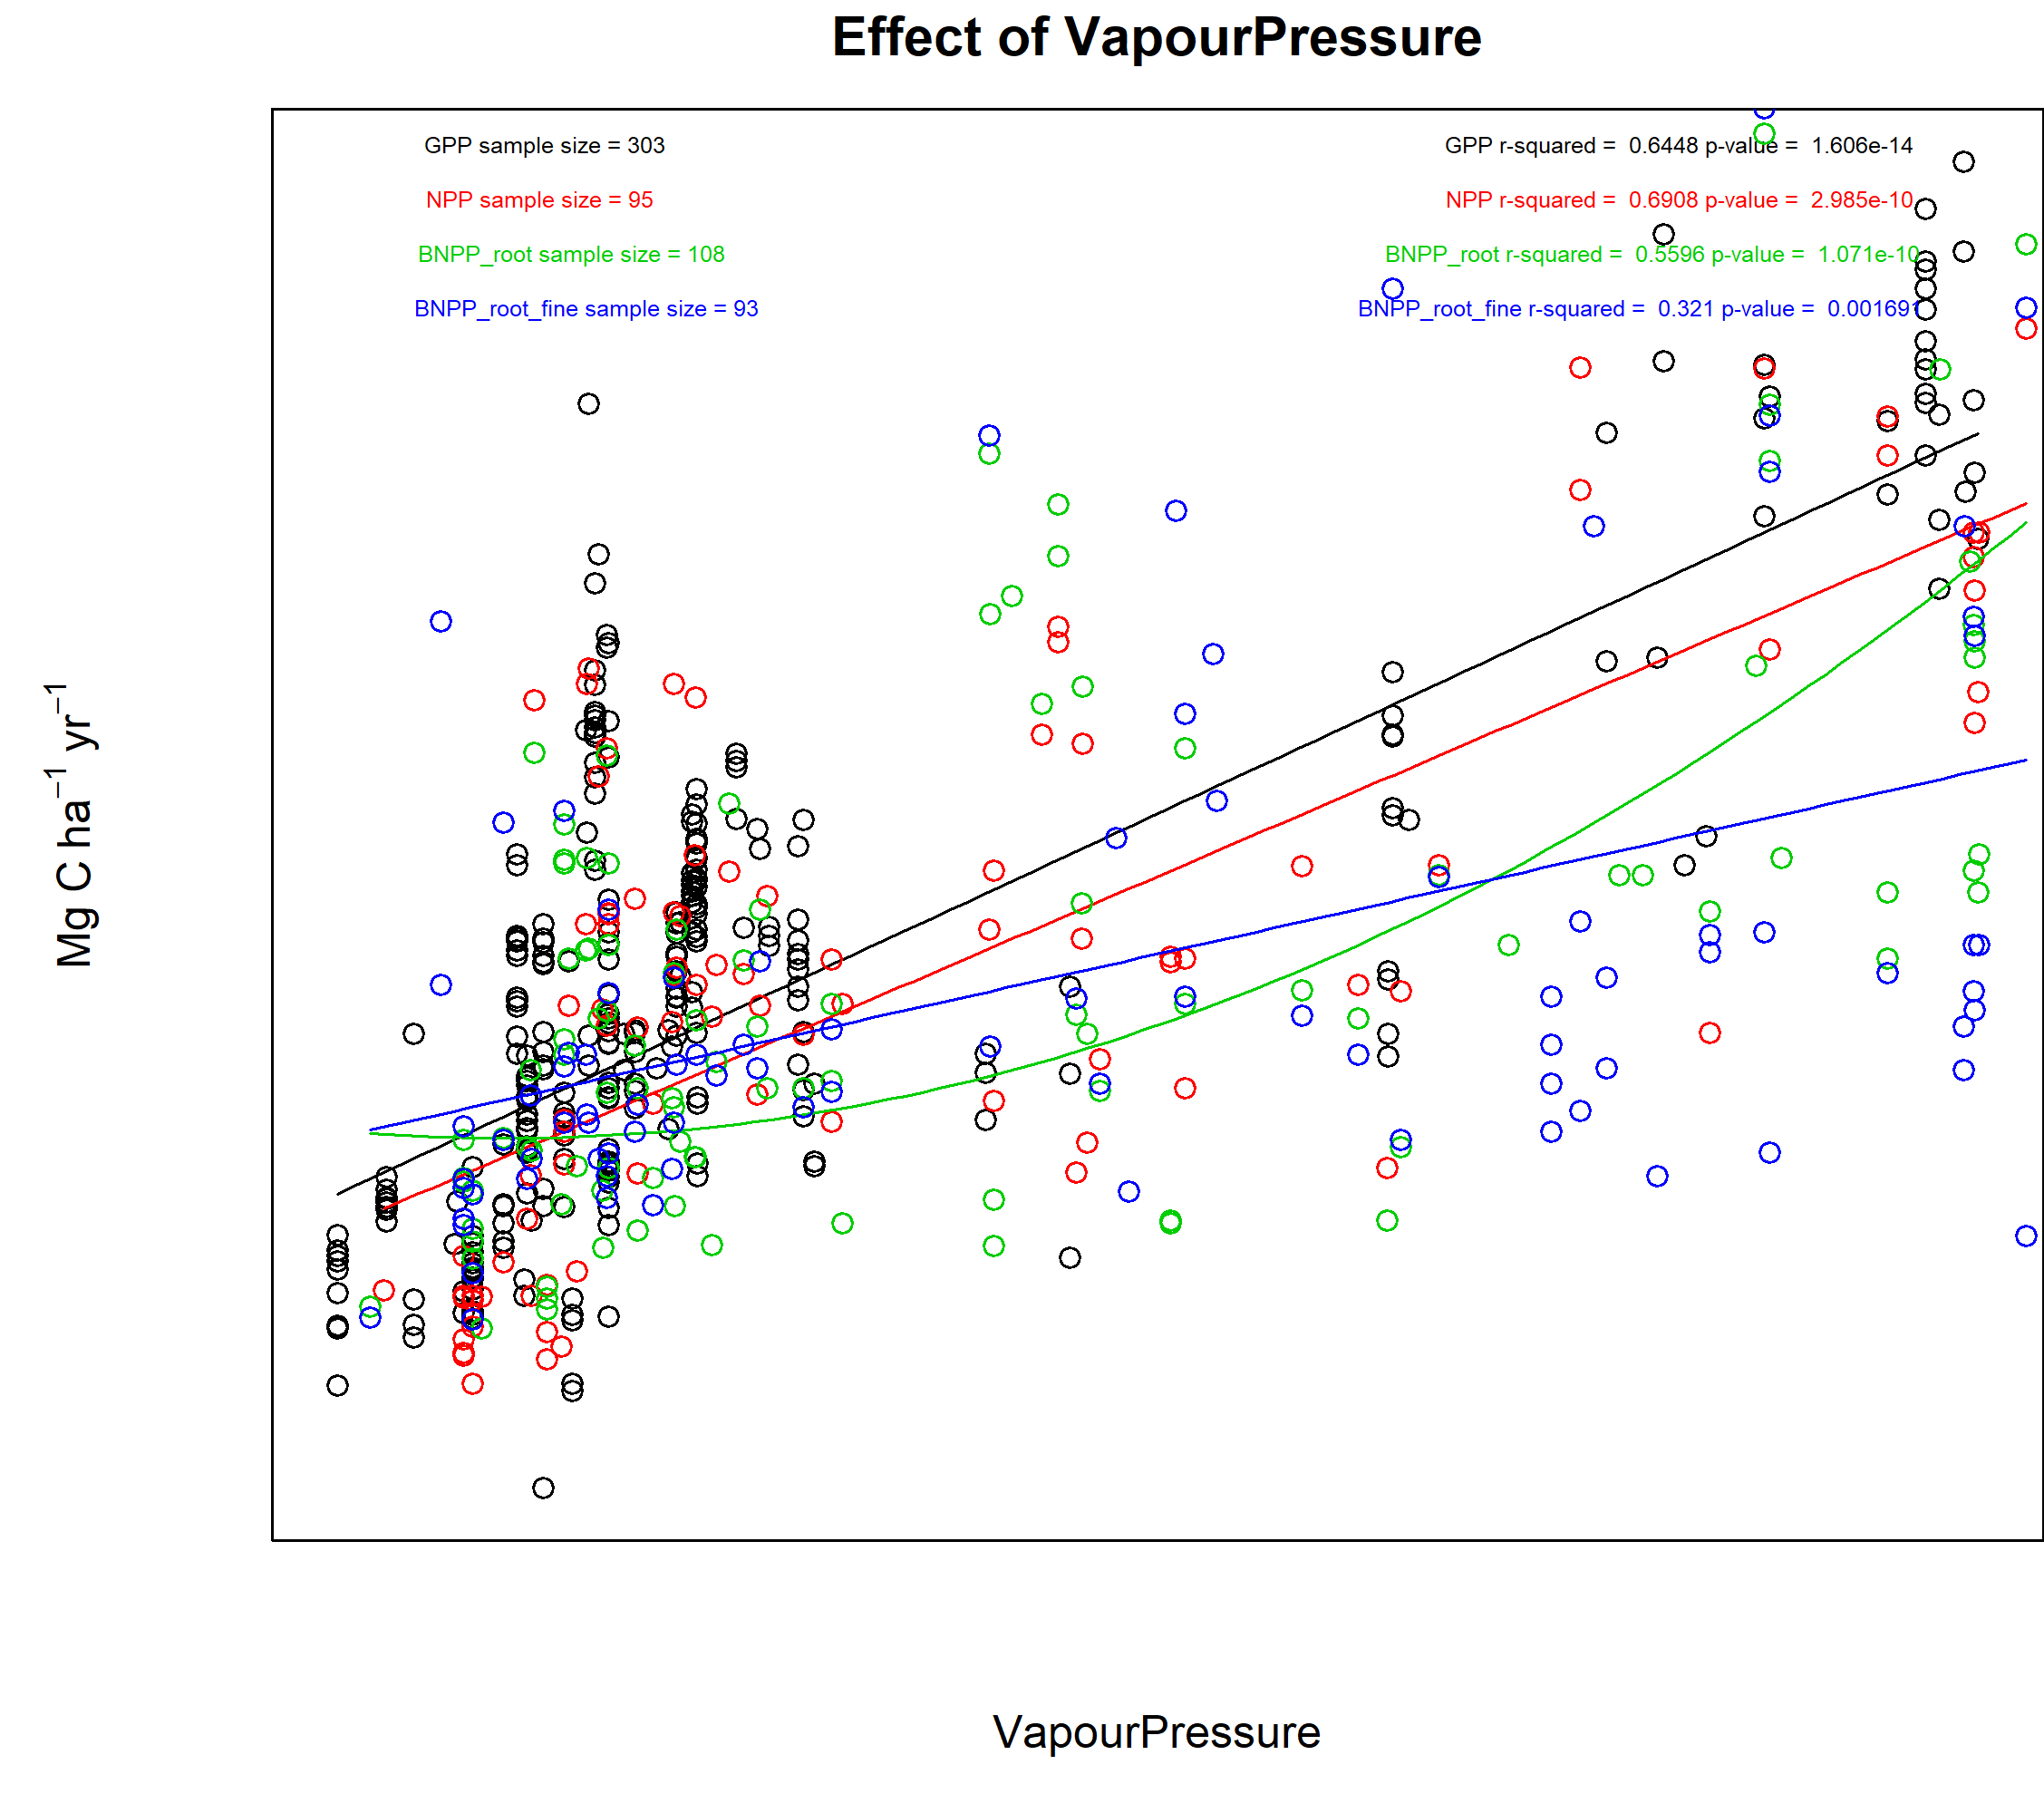 Effect of VapourPressure
GPP sample size = 303
GPP r-squared = 0.6448 p-value = 1.606e-14
NPP sample size = 95
NPP r-squared = 0.6908 p-value = 2.985e-10
BNPP_root sample size = 108
BNPP_root r-squared = 0.5596 p-value = 1.071e-10
BNPP_root_fine sample size = 93
BNPP_root_fine r-squared = 0.321 p-value = 0.001691
Mg C ha⁻¹ yr⁻¹
VapourPressure